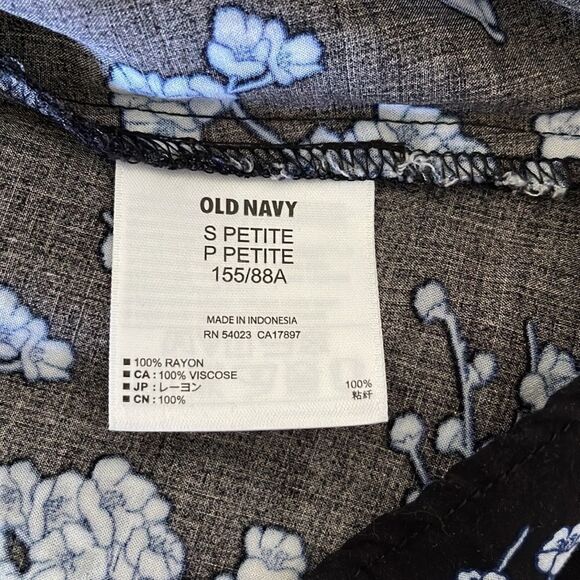 OLD NAVY
S PETITE
P PETITE
155/88A
MADE IN INDONESIA
RN 54023 CA17897
■ 100% RAYON
■ CA : 100% VISCOSE
■ JP : レーヨン 100%
■ CN : 100% 粘纤